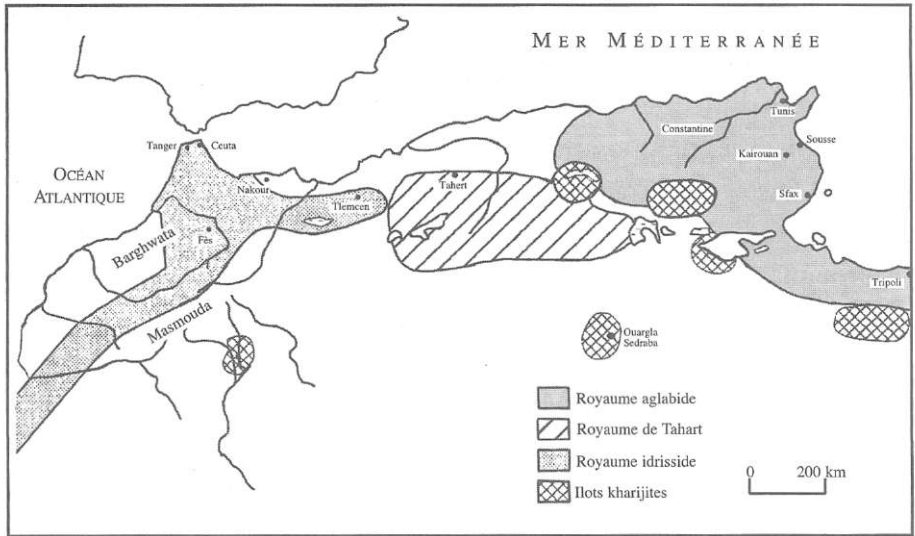 MER MÉDITERRANÉE
Tunis
Constantine
Sousse
Tanger
Ceuta
Kairouan
OCÉAN
ATLANTIQUE
Nakour
Tahert
Tlemcen
Sfax
Fès
Barghwata
Tripoli
Masmouda
Ouargla
Sedraba
Royaume aglabide
Royaume de Tahart
Royaume idrisside
Ilots kharijites
0 200 km